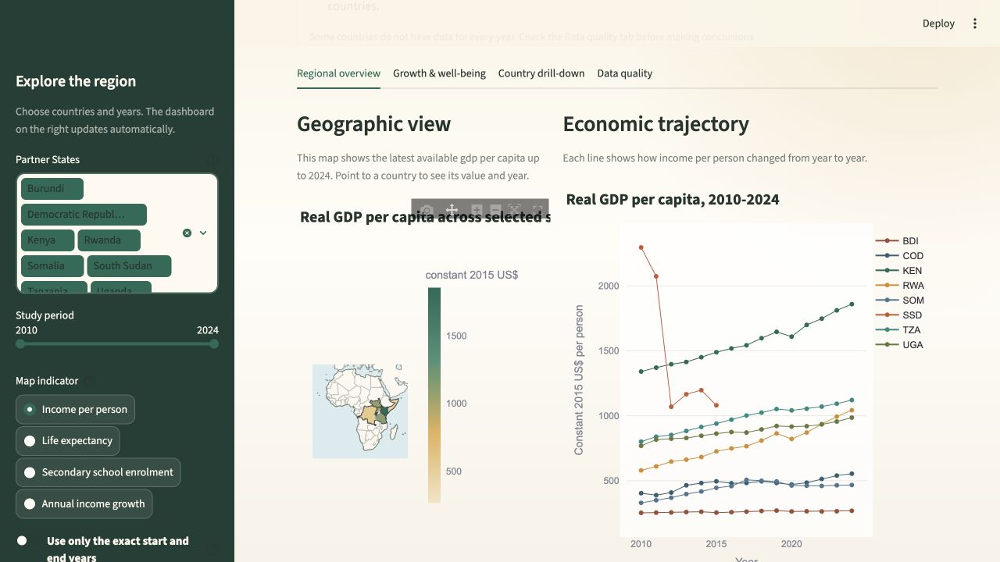 countries.
Some countries do not have data for every year. Check the Data quality tab before making conclusions.
Deploy
Explore the region
Choose countries and years. The dashboard
on the right updates automatically.
Partner States
Burundi
Democratic Republ...
Kenya Rwanda
Somalia South Sudan
Tanzania Uganda
Study period
2010 2024
Map indicator
Income per person
Life expectancy
Secondary school enrolment
Annual income growth
Use only the exact start and
end years
Regional overview Growth & well-being Country drill-down Data quality
Geographic view
This map shows the latest available gdp per capita up
to 2024. Point to a country to see its value and year.
Real GDP per capita across selected s
constant 2015 US$
1500
1000
500
Economic trajectory
Each line shows how income per person changed from year to year.
Real GDP per capita, 2010-2024
Constant 2015 US$ per person
2000
1500
1000
500
2010 2015 2020
Year
BDI
COD
KEN
RWA
SOM
SSD
TZA
UGA